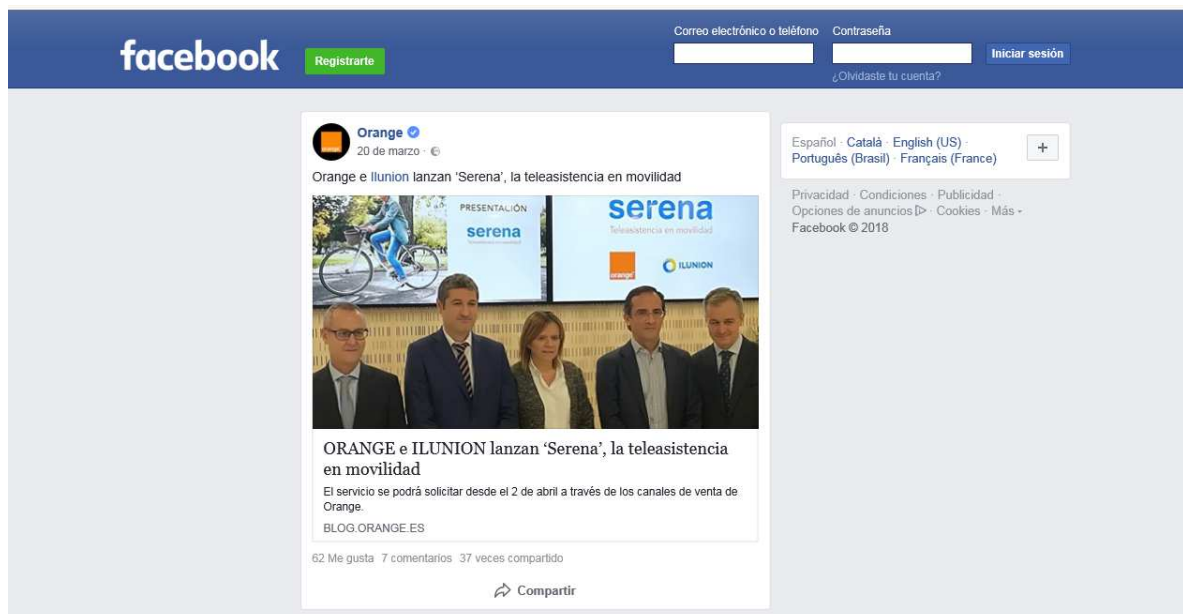 facebook
Registrarte
Correo electrónico o teléfono
Contraseña
Iniciar sesión
¿Olvidaste tu cuenta?
Orange
20 de marzo ·
Orange e Ilunion lanzan ‘Serena’, la teleasistencia en movilidad
PRESENTACIÓN
serena
Teleasistencia en movilidad
serena
Teleasistencia en movilidad
orange
ILUNION
ORANGE e ILUNION lanzan ‘Serena’, la teleasistencia
en movilidad
El servicio se podrá solicitar desde el 2 de abril a través de los canales de venta de
Orange.
BLOG.ORANGE.ES
62 Me gusta 7 comentarios 37 veces compartido
Compartir
Español · Català · English (US) ·
Português (Brasil) · Français (France)
+
Privacidad · Condiciones · Publicidad ·
Opciones de anuncios · Cookies · Más
Facebook © 2018